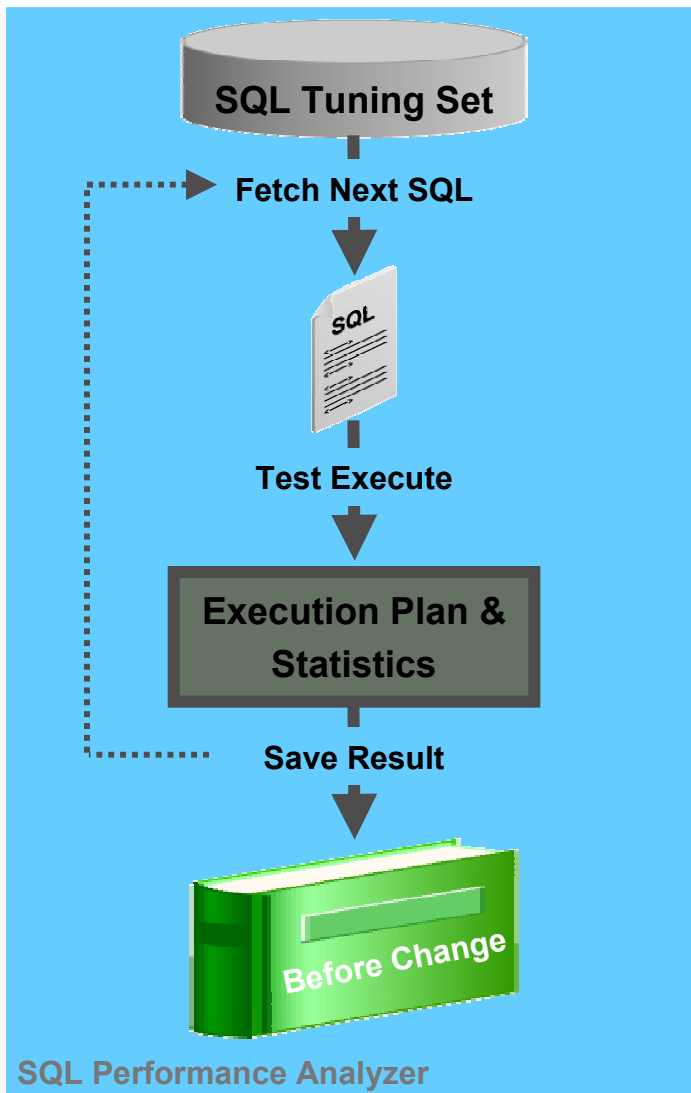 SQL Tuning Set
Fetch Next SQL
SQL
Test Execute
Execution Plan &
Statistics
Save Result
Before Change
SQL Performance Analyzer